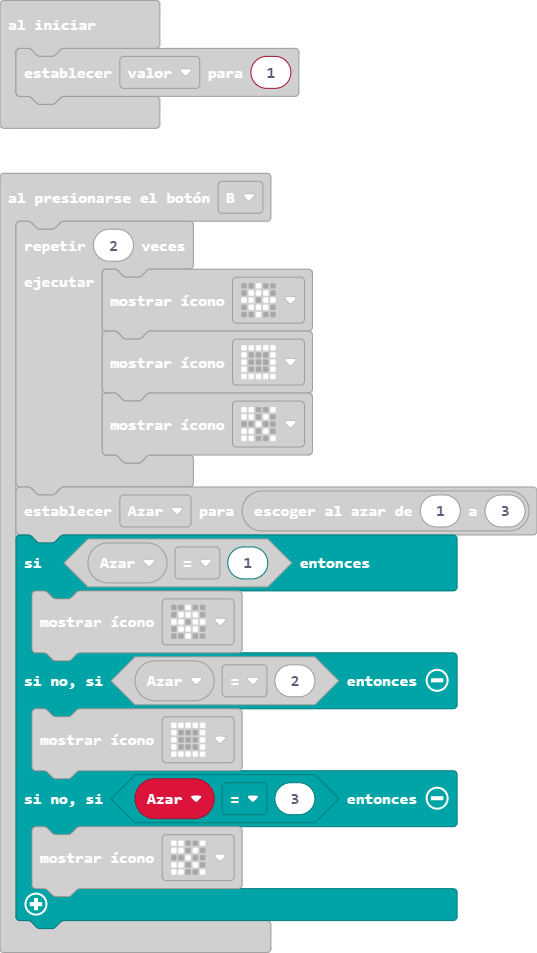 al iniciar
establecer valor para 1
al presionarse el botón B
repetir 2 veces
ejecutar
mostrar ícono
mostrar ícono
mostrar ícono
establecer Azar para escoger al azar de 1 a 3
si Azar = 1 entonces
mostrar ícono
si no, si Azar = 2 entonces
mostrar ícono
si no, si Azar = 3 entonces
mostrar ícono